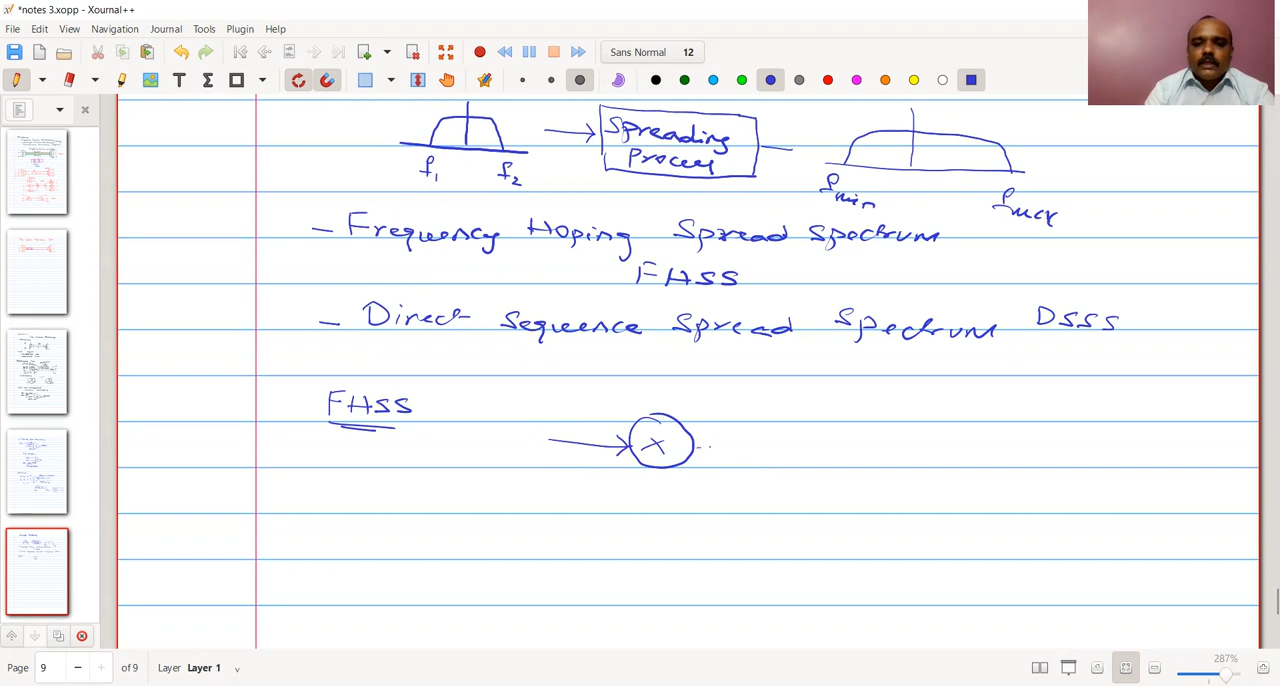 *notes 3.xopp - Xournal++
File Edit View Navigation Journal Tools Plugin Help
Sans Normal 12
Spreading
Process
f1 f2
fmin fmax
- Frequency Hoping Spread Spectrum
FHSS
- Direct Sequence Spread Spectrum DSSS
FHSS
X
Page 9 of 9 Layer Layer 1 287%